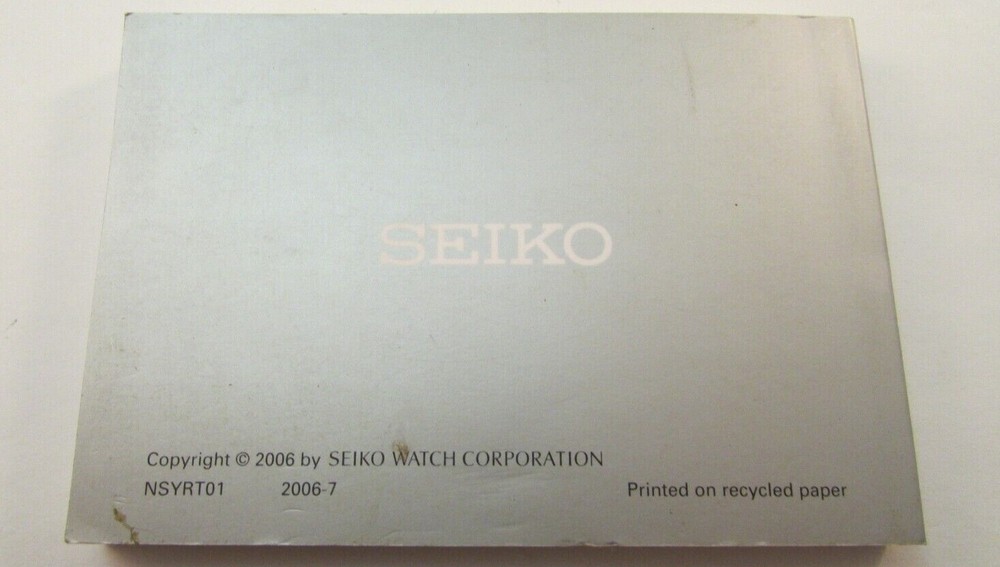 SEIKO
Copyright © 2006 by SEIKO WATCH CORPORATION
NSYRT01 2006-7 Printed on recycled paper